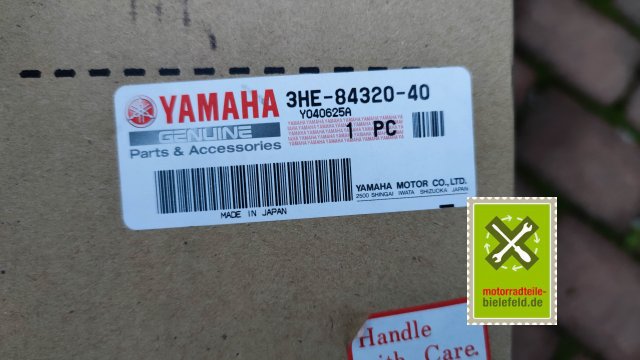 YAMAHA 3HE-84320-40
GENUINE Y040625A
Parts & Accessories 1 PC
YAMAHA MOTOR CO., LTD.
2500 SHINGAI IWATA SHIZUOKA JAPAN
MADE IN JAPAN
motorradteile-
bielefeld.de
Handle
with Care.